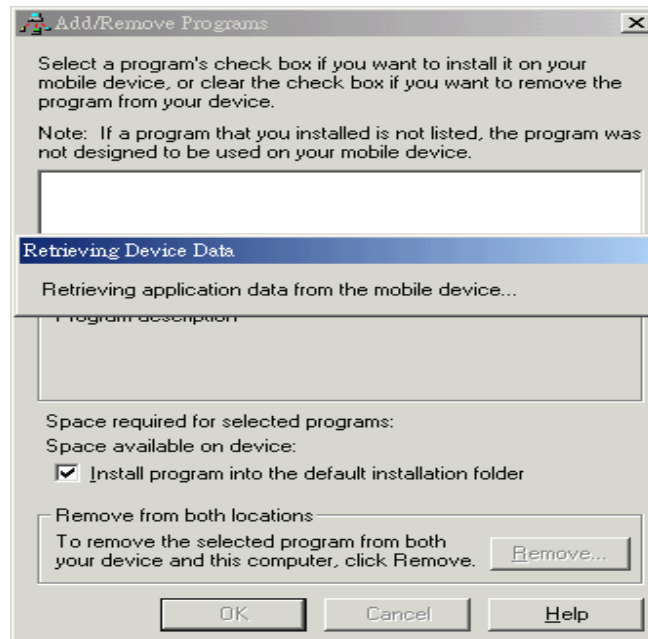 Add/Remove Programs
Select a program's check box if you want to install it on your
mobile device, or clear the check box if you want to remove the
program from your device.
Note: If a program that you installed is not listed, the program was
not designed to be used on your mobile device.
Retrieving Device Data
Retrieving application data from the mobile device...
Program description
Space required for selected programs:
Space available on device:
Install program into the default installation folder
Remove from both locations
To remove the selected program from both
your device and this computer, click Remove.
Remove...
OK
Cancel
Help